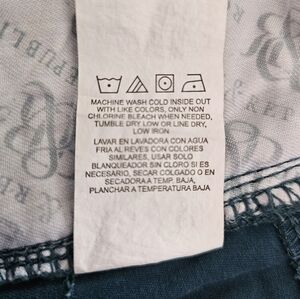 REPUBLIC
MACHINE WASH COLD INSIDE OUT
WITH LIKE COLORS, ONLY NON
CHLORINE BLEACH WHEN NEEDED,
TUMBLE DRY LOW OR LINE DRY,
LOW IRON
LAVAR EN LAVADORA CON AGUA
FRIA AL REVES CON COLORES
SIMILARES, USAR SOLO
BLANQUEADOR SIN CLORO SI ES
NECESARIO, SECAR COLGADO O EN
SECADORA A TEMP. BAJA,
PLANCHAR A TEMPERATURA BAJA